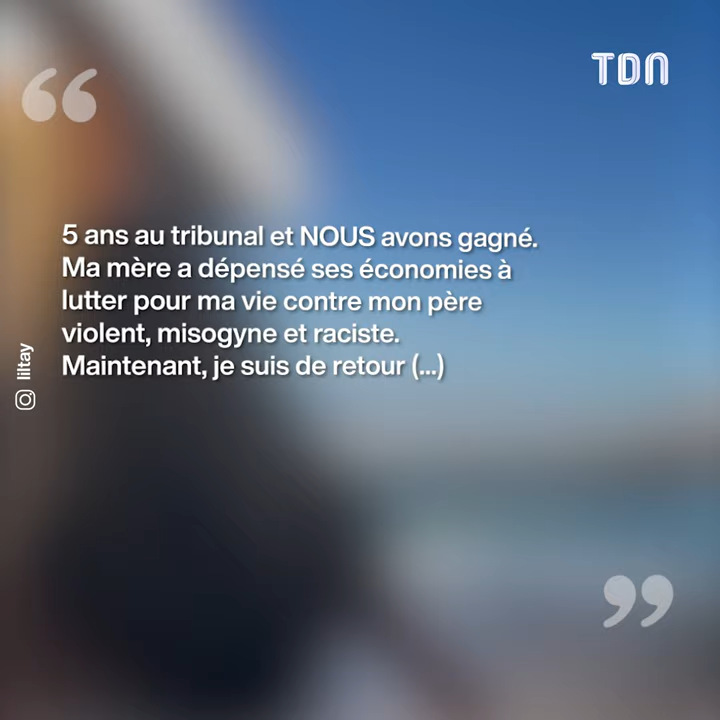 TDN
5 ans au tribunal et NOUS avons gagné.
Ma mère a dépensé ses économies à
lutter pour ma vie contre mon père
violent, misogyne et raciste.
Maintenant, je suis de retour (...)
liltay